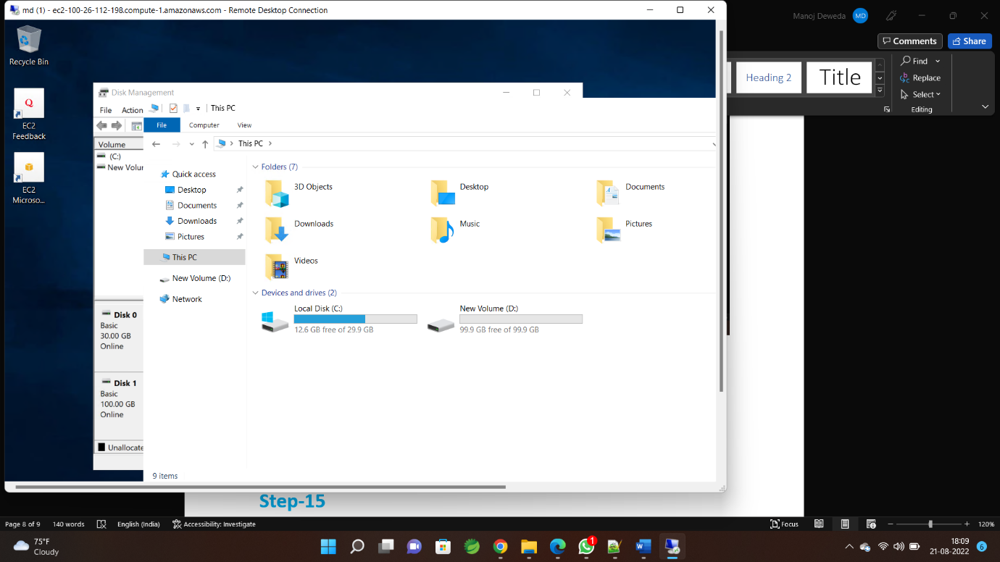 md (1) - ec2-100-26-112-198.compute-1.amazonaws.com - Remote Desktop Connection
Manoj Deweda
MD
Comments
Share
Recycle Bin
Heading 2
Title
Find
Replace
Select
Editing
Q
EC2
Feedback
EC2
Microso...
Disk Management
File
Action
This PC
File
Computer
View
This PC
Volume
(C:)
New Volur
Quick access
Desktop
Documents
Downloads
Pictures
This PC
New Volume (D:)
Network
Folders (7)
3D Objects
Desktop
Documents
Downloads
Music
Pictures
Videos
Devices and drives (2)
Local Disk (C:)
12.6 GB free of 29.9 GB
New Volume (D:)
99.9 GB free of 99.9 GB
Disk 0
Basic
30.00 GB
Online
Disk 1
Basic
100.00 GB
Online
Unallocate
9 items
Step-15
Page 8 of 9
140 words
English (India)
Accessibility: Investigate
Focus
120%
75°F
Cloudy
1
18:09
21-08-2022
6